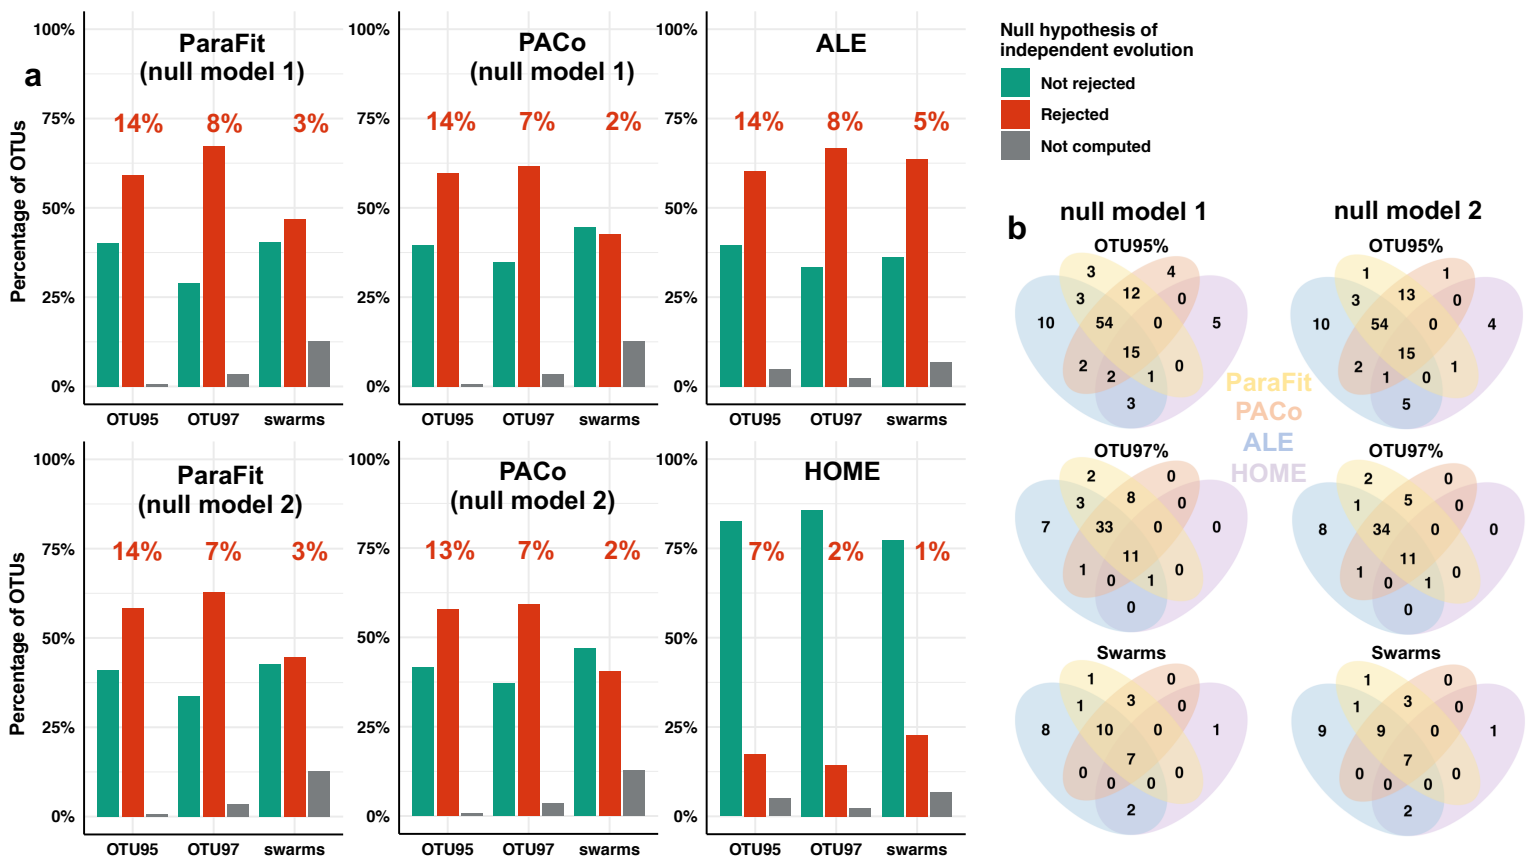 a
ParaFit
(null model 1)
14% 8% 3%
100%
75%
50%
25%
0%
Percentage of OTUs
OTU95 OTU97 swarms
PACo
(null model 1)
14% 7% 2%
100%
75%
50%
25%
0%
OTU95 OTU97 swarms
ALE
14% 8% 5%
100%
75%
50%
25%
0%
OTU95 OTU97 swarms
Null hypothesis of
independent evolution
Not rejected
Rejected
Not computed
ParaFit
(null model 2)
14% 7% 3%
100%
75%
50%
25%
0%
Percentage of OTUs
OTU95 OTU97 swarms
PACo
(null model 2)
13% 7% 2%
100%
75%
50%
25%
0%
OTU95 OTU97 swarms
HOME
7% 2% 1%
100%
75%
50%
25%
0%
OTU95 OTU97 swarms
b
null model 1
OTU95%
3 4
3 12 0
10 54 0 5
15
2 2 1 0
3
OTU97%
2 0
3 8 0
7 33 0 0
11
1 0 1 0
0
Swarms
1 0
1 3 0
8 10 0 1
7
0 0 0 0
2
ParaFit
PACo
ALE
HOME
null model 2
OTU95%
1 1
3 13 0
10 54 0 4
15
2 1 0 1
5
OTU97%
2 0
1 5 0
8 34 0 0
11
1 0 1 0
0
Swarms
1 0
1 3 0
9 9 0 1
7
0 0 0 0
2